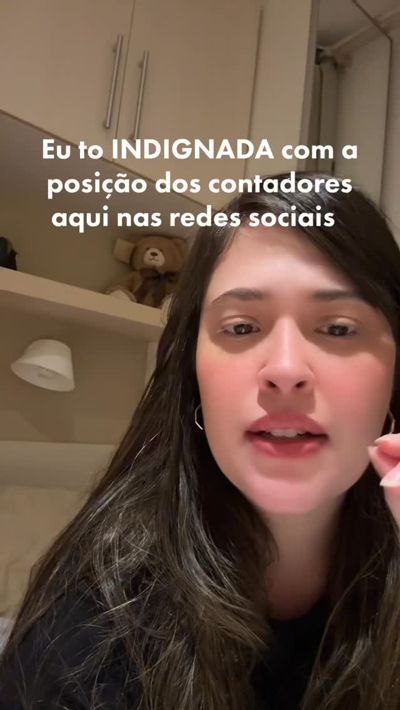 Eu to INDIGNADA com a
posição dos contadores
aqui nas redes sociais